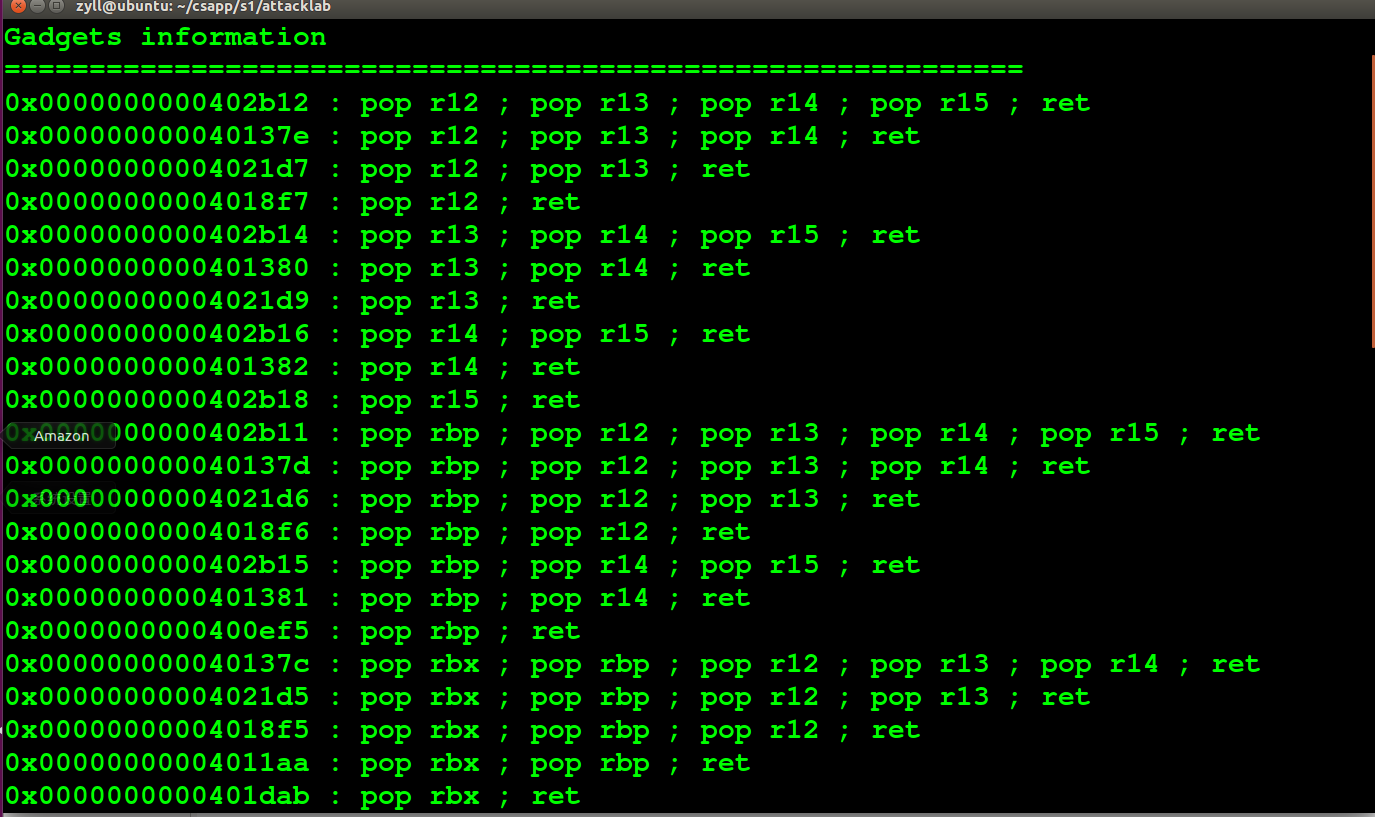 zyll@ubuntu: ~/csapp/s1/attacklab
Gadgets information
============================================================
0x0000000000402b12 : pop r12 ; pop r13 ; pop r14 ; pop r15 ; ret
0x000000000040137e : pop r12 ; pop r13 ; pop r14 ; ret
0x00000000004021d7 : pop r12 ; pop r13 ; ret
0x00000000004018f7 : pop r12 ; ret
0x0000000000402b14 : pop r13 ; pop r14 ; pop r15 ; ret
0x0000000000401380 : pop r13 ; pop r14 ; ret
0x00000000004021d9 : pop r13 ; ret
0x0000000000402b16 : pop r14 ; pop r15 ; ret
0x0000000000401382 : pop r14 ; ret
0x0000000000402b18 : pop r15 ; ret
Amazon
0x0000000000402b11 : pop rbp ; pop r12 ; pop r13 ; pop r14 ; pop r15 ; ret
0x000000000040137d : pop rbp ; pop r12 ; pop r13 ; pop r14 ; ret
0x00000000004021d6 : pop rbp ; pop r12 ; pop r13 ; ret
0x00000000004018f6 : pop rbp ; pop r12 ; ret
0x0000000000402b15 : pop rbp ; pop r14 ; pop r15 ; ret
0x0000000000401381 : pop rbp ; pop r14 ; ret
0x0000000000400ef5 : pop rbp ; ret
0x000000000040137c : pop rbx ; pop rbp ; pop r12 ; pop r13 ; pop r14 ; ret
0x00000000004021d5 : pop rbx ; pop rbp ; pop r12 ; pop r13 ; ret
0x00000000004018f5 : pop rbx ; pop rbp ; pop r12 ; ret
0x00000000004011aa : pop rbx ; pop rbp ; ret
0x0000000000401dab : pop rbx ; ret